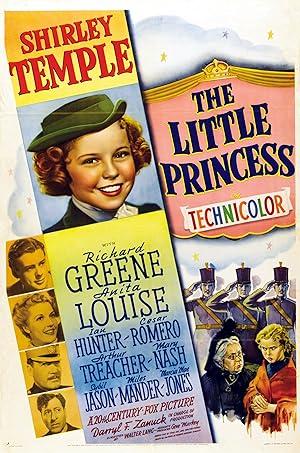 SHIRLEY
TEMPLE
THE
LITTLE
PRINCESS
IN
TECHNICOLOR
WITH
Richard
GREENE
Anita
LOUISE
Ian Cesar
HUNTER-ROMERO
Arthur Mary
TREACHER-NASH
Sybil Miles Marcia Mae
JASON-MANDER-JONES
A 20th CENTURY-FOX PICTURE
Darryl F. Zanuck IN CHARGE OF PRODUCTION
WALTER LANG